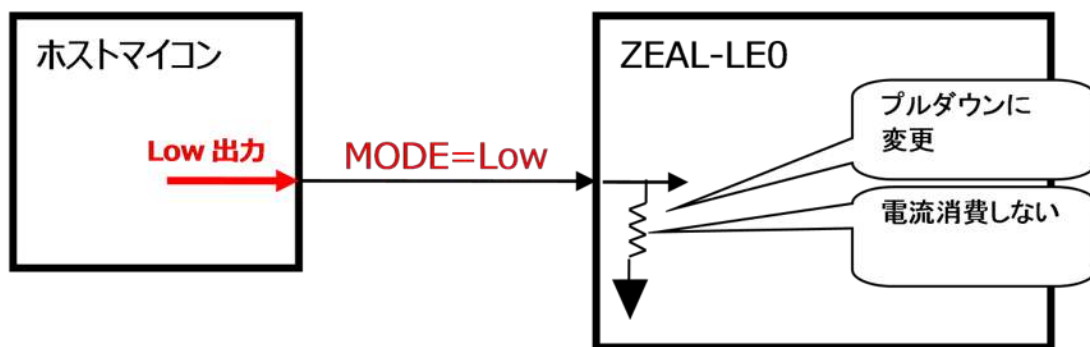 ホストマイコン
Low 出力
MODE=Low
ZEAL-LE0
プルダウンに
変更
電流消費しない